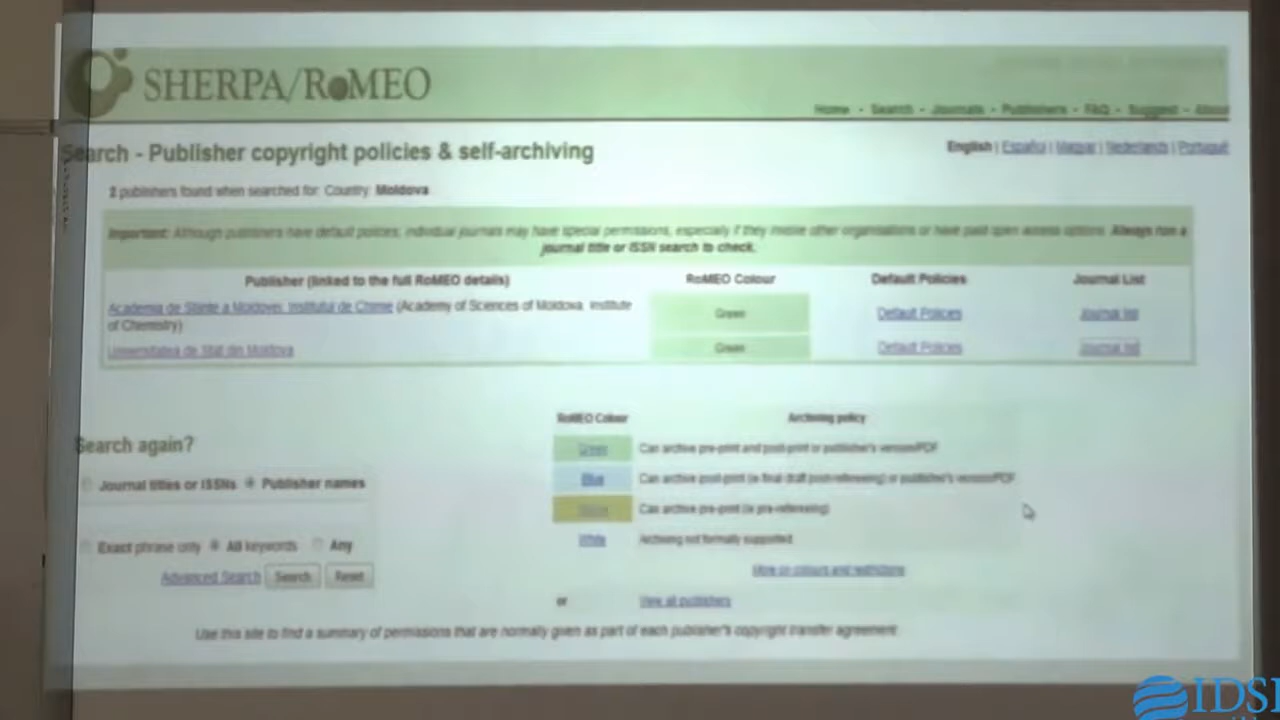 SHERPA/RoMEO
Home - Search - Journals - Publishers - FAQ - Suggest - About
Search - Publisher copyright policies & self-archiving
English | Español | Magyar | Nederlands | Português
2 publishers found when searched for: Country: Moldova
Important: Although publishers have default policies, individual journals may have special permissions, especially if they involve other organisations or have paid open access options. Always run a
journal title or ISSN search to check.
Publisher (linked to the full RoMEO details) RoMEO Colour Default Policies Journal List
Academia de Stiinte a Moldovei, Institutul de Chimie (Academy of Sciences of Moldova, Institute
of Chemistry) Green Default Policies Journal list
Universitatea de Stat din Moldova Green Default Policies Journal list
RoMEO Colour Archiving policy
Search again?
Green Can archive pre-print and post-print or publisher's version/PDF
Blue Can archive post-print (ie final draft post-refereeing) or publisher's version/PDF
Journal titles or ISSNs Publisher names
Can archive pre-print (ie pre-refereeing)
White Archiving not formally supported
Exact phrase only All keywords Any
More on colours and restrictions
Advanced Search Search Reset
or View all publishers
Use this site to find a summary of permissions that are normally given as part of each publisher's copyright transfer agreement.
IDSI